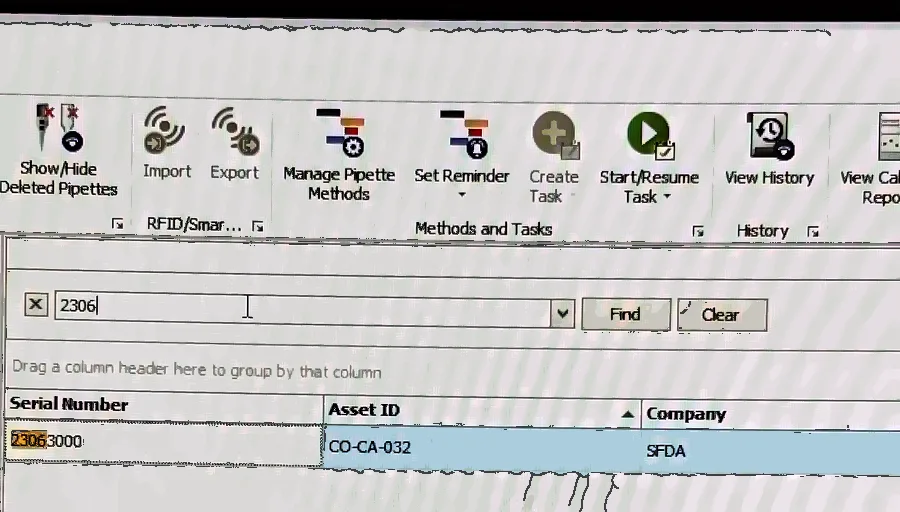 Show/Hide
Deleted Pipettes
Import
Export
Manage Pipette
Methods
Set Reminder
Create
Task
Start/Resume
Task
View History
View Cal
Repo
RFID/Smar...
Methods and Tasks
History
2306
Find
Clear
Drag a column header here to group by that column
Serial Number Asset ID Company
23063000 CO-CA-032 SFDA